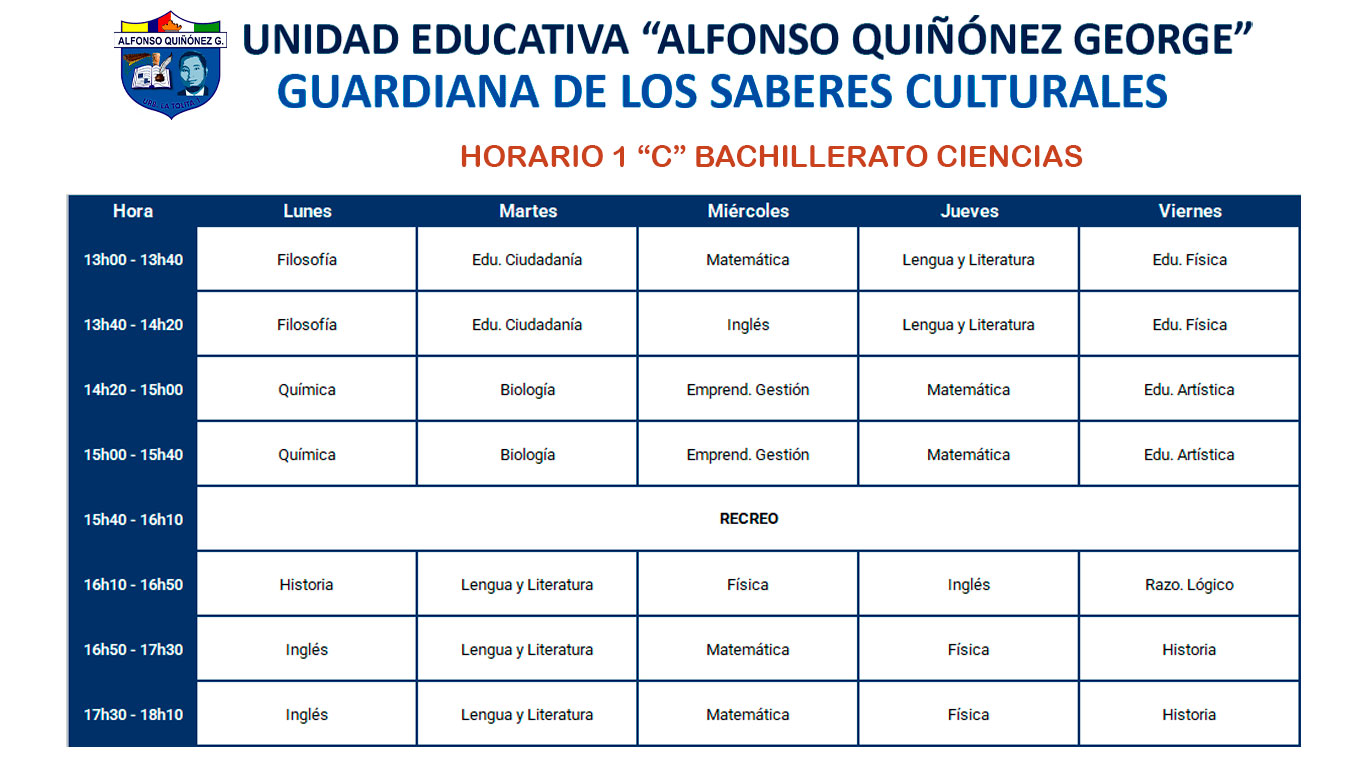 ALFONSO QUIÑÓNEZ G.
URB. LA TOLITA 1
UNIDAD EDUCATIVA “ALFONSO QUIÑÓNEZ GEORGE”
GUARDIANA DE LOS SABERES CULTURALES
HORARIO 1 “C” BACHILLERATO CIENCIAS
Hora Lunes Martes Miércoles Jueves Viernes
13h00 - 13h40 Filosofía Edu. Ciudadanía Matemática Lengua y Literatura Edu. Física
13h40 - 14h20 Filosofía Edu. Ciudadanía Inglés Lengua y Literatura Edu. Física
14h20 - 15h00 Química Biología Emprend. Gestión Matemática Edu. Artística
15h00 - 15h40 Química Biología Emprend. Gestión Matemática Edu. Artística
15h40 - 16h10 RECREO
16h10 - 16h50 Historia Lengua y Literatura Física Inglés Razo. Lógico
16h50 - 17h30 Inglés Lengua y Literatura Matemática Física Historia
17h30 - 18h10 Inglés Lengua y Literatura Matemática Física Historia